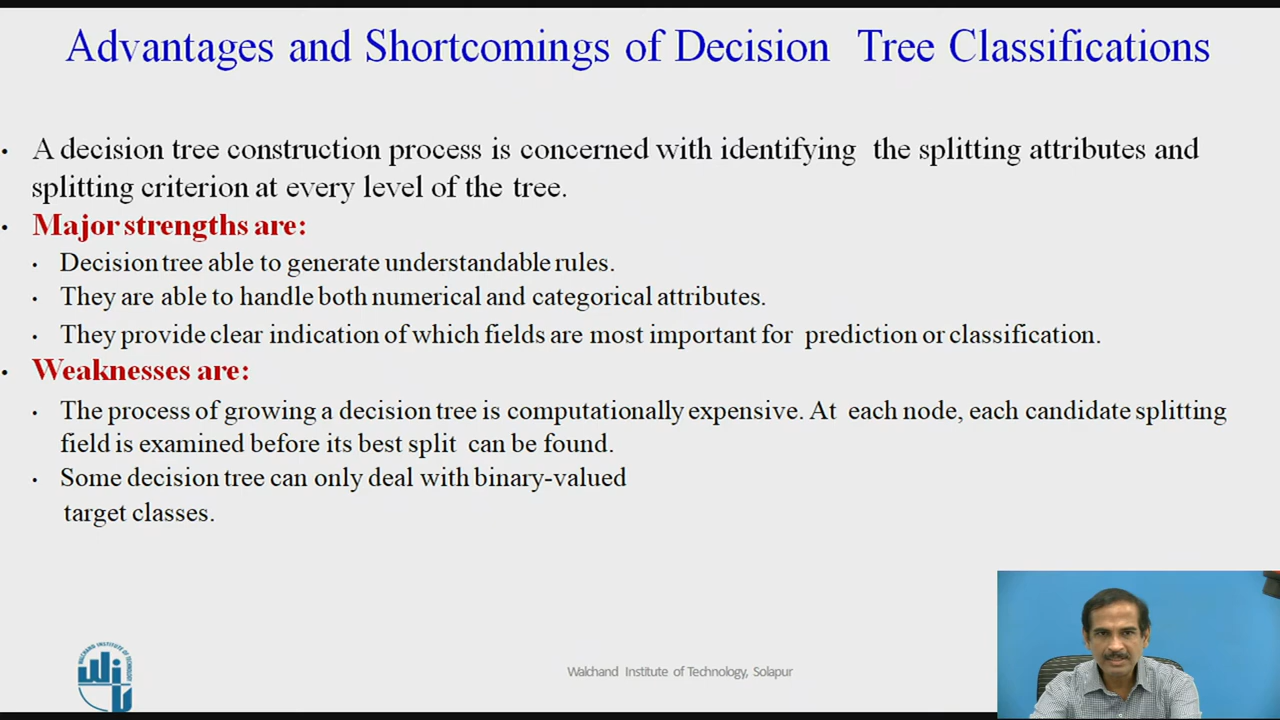 Advantages and Shortcomings of Decision Tree Classifications
• A decision tree construction process is concerned with identifying the splitting attributes and
splitting criterion at every level of the tree.
• Major strengths are:
• Decision tree able to generate understandable rules.
• They are able to handle both numerical and categorical attributes.
• They provide clear indication of which fields are most important for prediction or classification.
• Weaknesses are:
• The process of growing a decision tree is computationally expensive. At each node, each candidate splitting
field is examined before its best split can be found.
• Some decision tree can only deal with binary-valued
target classes.
WALCHAND INSTITUTE OF TECHNOLOGY
WIT
Walchand Institute of Technology, Solapur